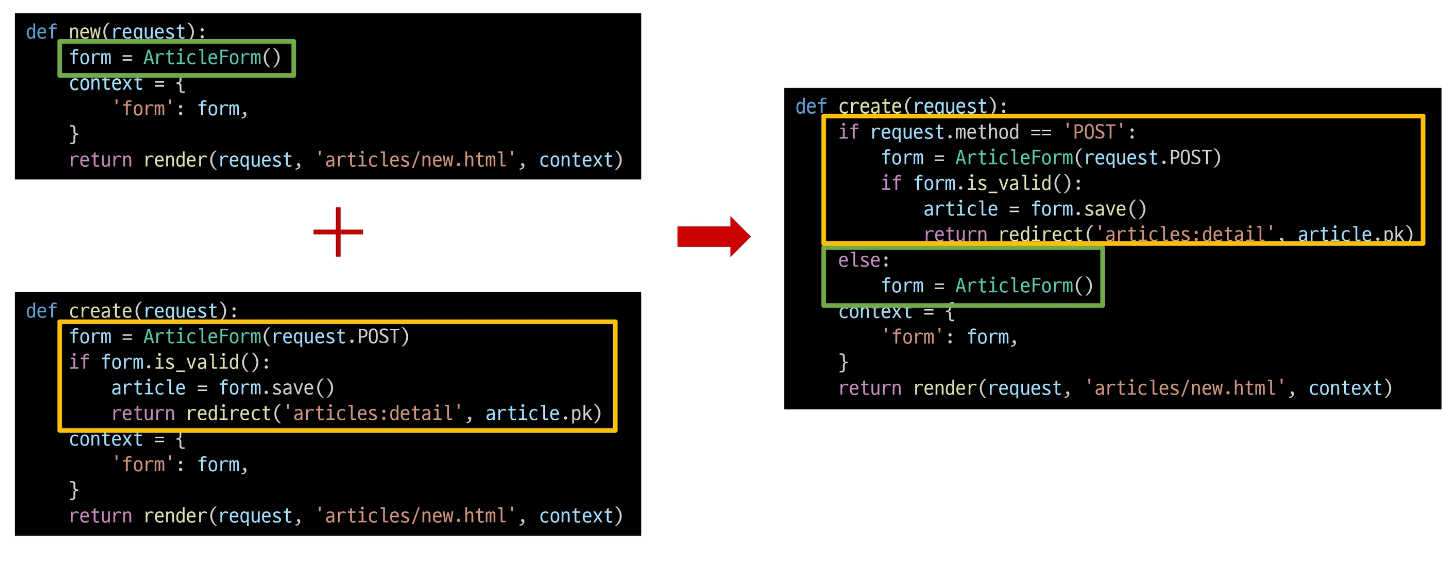 def new(request):
    form = ArticleForm()
    context = {
        'form': form,
    }
    return render(request, 'articles/new.html', context)
+
def create(request):
    form = ArticleForm(request.POST)
    if form.is_valid():
        article = form.save()
        return redirect('articles:detail', article.pk)
    context = {
        'form': form,
    }
    return render(request, 'articles/new.html', context)
def create(request):
    if request.method == 'POST':
        form = ArticleForm(request.POST)
        if form.is_valid():
            article = form.save()
            return redirect('articles:detail', article.pk)
    else:
        form = ArticleForm()
    context = {
        'form': form,
    }
    return render(request, 'articles/new.html', context)